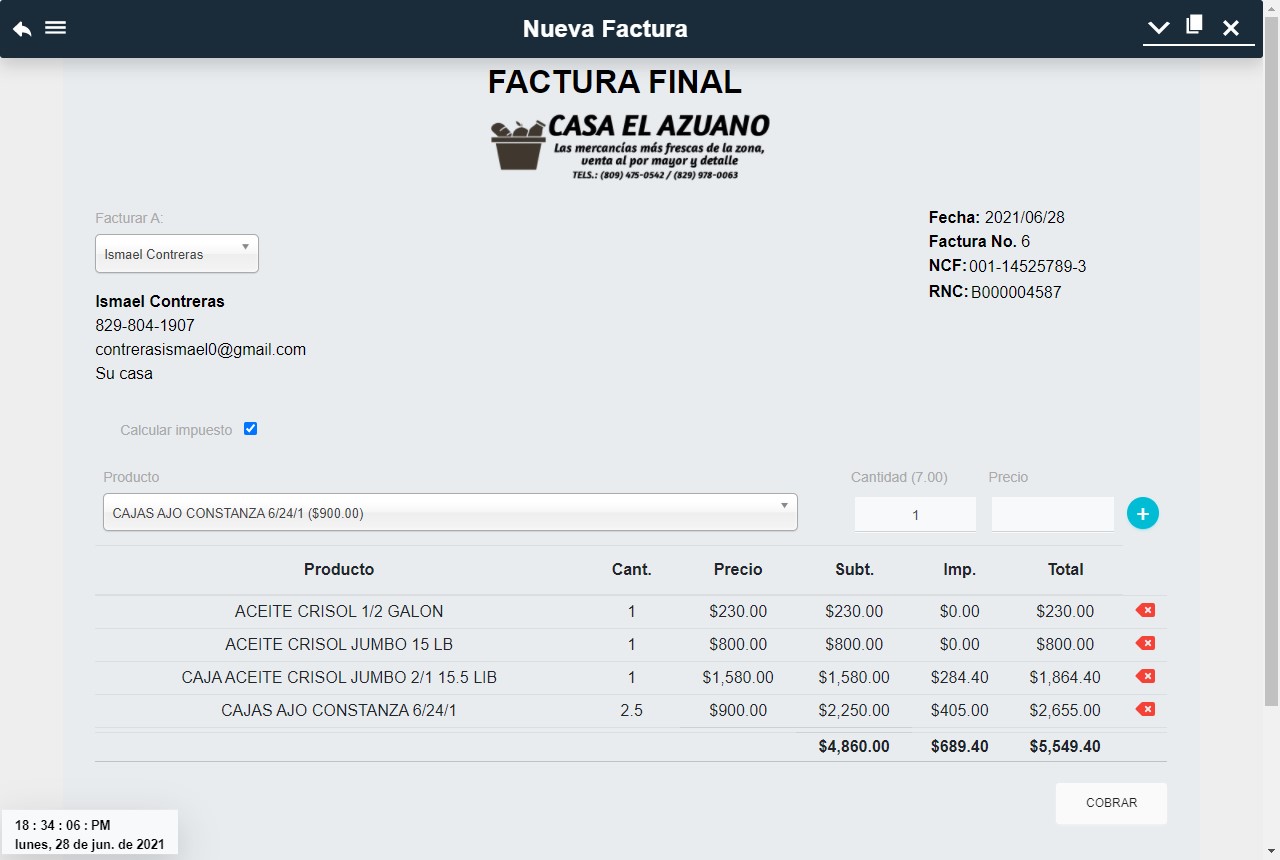 Nueva Factura
FACTURA FINAL
CASA EL AZUANO
Las mercancías más frescas de la zona,
venta al por mayor y detalle
TELS.: (809) 475-0542 / (829) 978-0063
Facturar A:
Ismael Contreras
Fecha: 2021/06/28
Factura No. 6
NCF: 001-14525789-3
RNC: B000004587
Ismael Contreras
829-804-1907
contrerasismael0@gmail.com
Su casa
Calcular impuesto
Producto Cantidad (7.00) Precio
CAJAS AJO CONSTANZA 6/24/1 ($900.00) 1
Producto Cant. Precio Subt. Imp. Total
ACEITE CRISOL 1/2 GALON 1 $230.00 $230.00 $0.00 $230.00
ACEITE CRISOL JUMBO 15 LB 1 $800.00 $800.00 $0.00 $800.00
CAJA ACEITE CRISOL JUMBO 2/1 15.5 LIB 1 $1,580.00 $1,580.00 $284.40 $1,864.40
CAJAS AJO CONSTANZA 6/24/1 2.5 $900.00 $2,250.00 $405.00 $2,655.00
$4,860.00 $689.40 $5,549.40
COBRAR
18 : 34 : 06 : PM
lunes, 28 de jun. de 2021